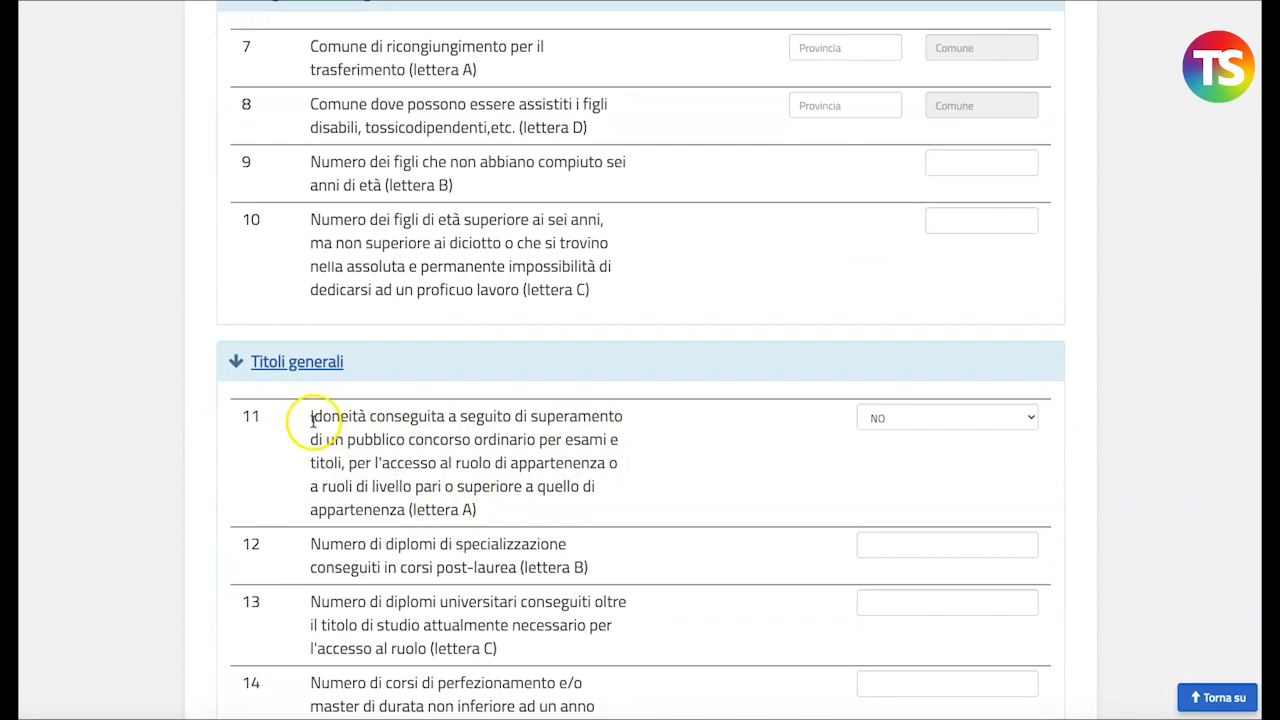 TS
7
Comune di ricongiungimento per il
trasferimento (lettera A)
Provincia
Comune
8
Comune dove possono essere assistiti i figli
disabili, tossicodipendenti,etc. (lettera D)
Provincia
Comune
9
Numero dei figli che non abbiano compiuto sei
anni di età (lettera B)
10
Numero dei figli di età superiore ai sei anni,
ma non superiore ai diciotto o che si trovino
nella assoluta e permanente impossibilità di
dedicarsi ad un proficuo lavoro (lettera C)
Titoli generali
11
Idoneità conseguita a seguito di superamento
di un pubblico concorso ordinario per esami e
titoli, per l'accesso al ruolo di appartenenza o
a ruoli di livello pari o superiore a quello di
appartenenza (lettera A)
NO
12
Numero di diplomi di specializzazione
conseguiti in corsi post-laurea (lettera B)
13
Numero di diplomi universitari conseguiti oltre
il titolo di studio attualmente necessario per
l'accesso al ruolo (lettera C)
14
Numero di corsi di perfezionamento e/o
master di durata non inferiore ad un anno
Torna su